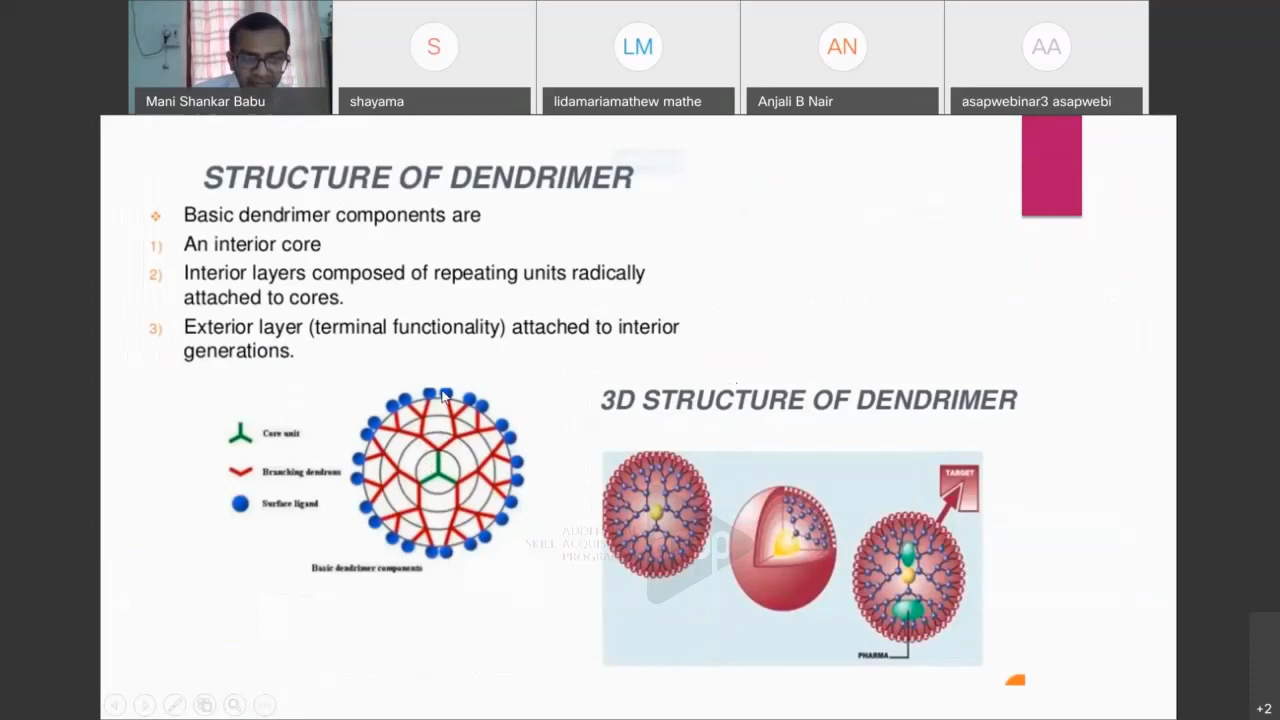 S
LM
AN
AA
Mani Shankar Babu
shayama
lidamariamathew mathe
Anjali B Nair
asapwebinar3 asapwebi
STRUCTURE OF DENDRIMER
Basic dendrimer components are
1) An interior core
2) Interior layers composed of repeating units radically
attached to cores.
3) Exterior layer (terminal functionality) attached to interior
generations.
Core unit
Branching dendrons
Surface ligand
Basic dendrimer components
3D STRUCTURE OF DENDRIMER
TARGET
PHARMA
SKILL
+2